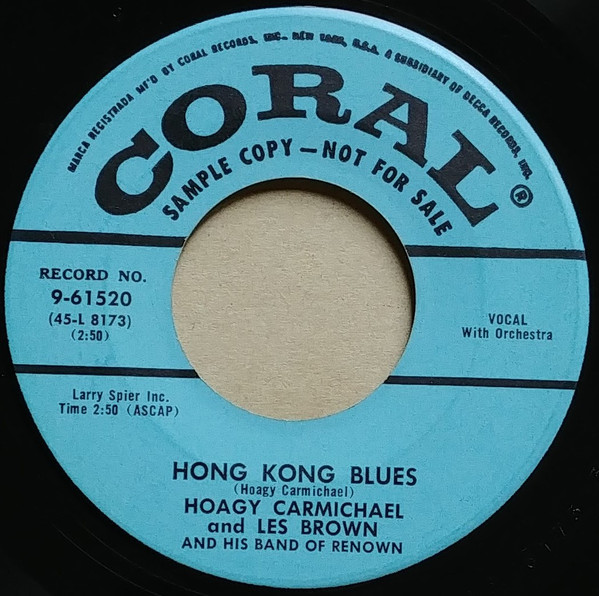 MARCA REGISTRADA MF'D BY CORAL RECORDS, INC., NEW YORK, U.S.A. A SUBSIDIARY OF DECCA RECORDS, INC.
CORAL ®
SAMPLE COPY—NOT FOR SALE
RECORD NO.
9-61520
(45-L 8173)
(2:50)
VOCAL
With Orchestra
Larry Spier Inc.
Time 2:50 (ASCAP)
HONG KONG BLUES
(Hoagy Carmichael)
HOAGY CARMICHAEL
and LES BROWN
AND HIS BAND OF RENOWN